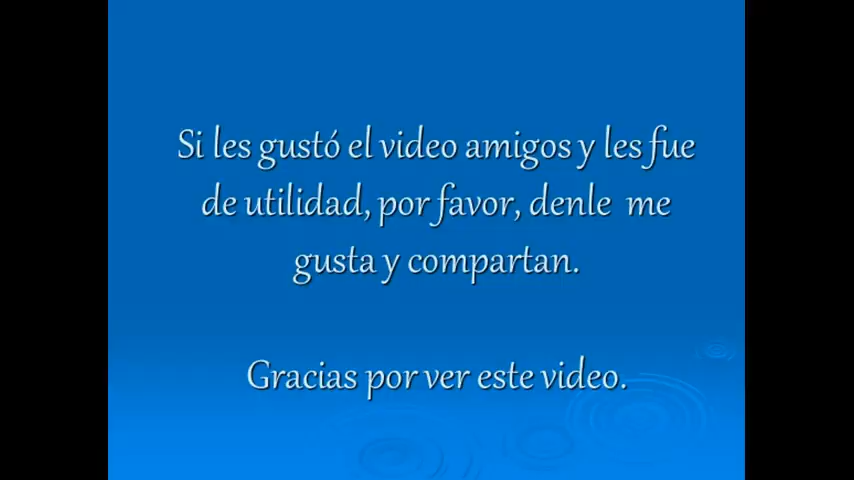 Si les gustó el video amigos y les fue
de utilidad, por favor, denle  me
gusta y compartan.
Gracias por ver este video.